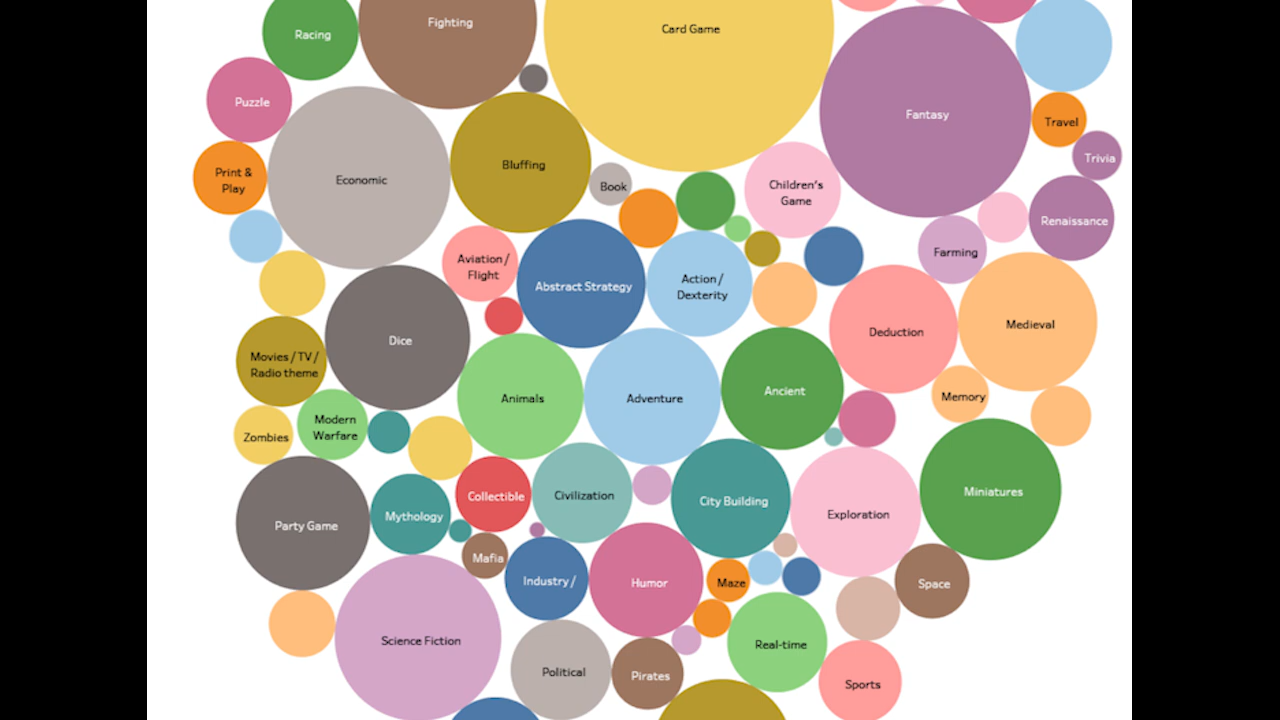 Fighting
Card Game
Racing
Puzzle
Fantasy
Travel
Trivia
Bluffing
Print &
Play
Economic
Book
Children's
Game
Renaissance
Farming
Aviation /
Flight
Abstract Strategy
Action /
Dexterity
Deduction
Medieval
Dice
Movies / TV /
Radio theme
Animals
Adventure
Ancient
Memory
Zombies
Modern
Warfare
Collectible
Civilization
City Building
Miniatures
Party Game
Mythology
Exploration
Mafia
Industry /
Humor
Maze
Space
Science Fiction
Real-time
Political
Pirates
Sports